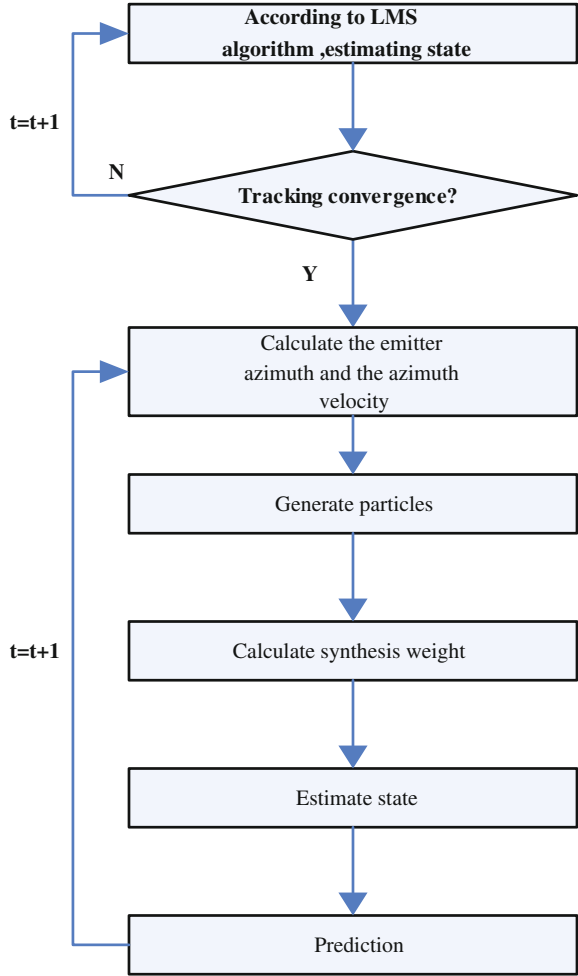 According to LMS
algorithm ,estimating state
t=t+1
N
Tracking convergence?
Y
Calculate the emitter
azimuth and the azimuth
velocity
Generate particles
t=t+1
Calculate synthesis weight
Estimate state
Prediction